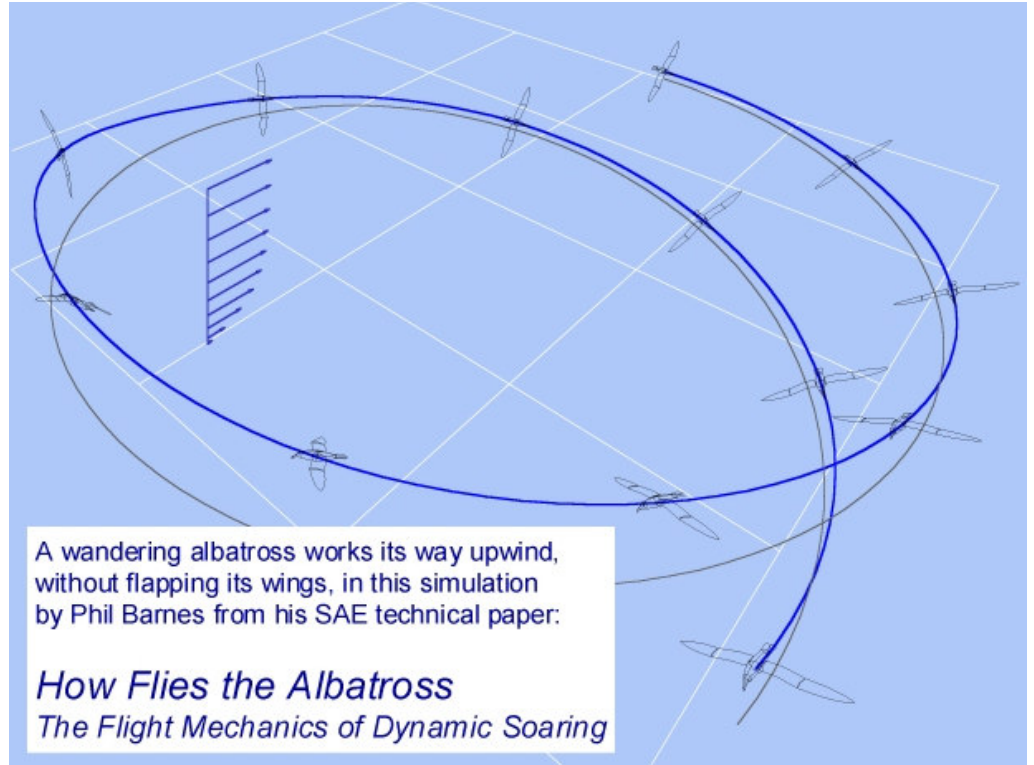 A wandering albatross works its way upwind,
without flapping its wings, in this simulation
by Phil Barnes from his SAE technical paper:
How Flies the Albatross
The Flight Mechanics of Dynamic Soaring